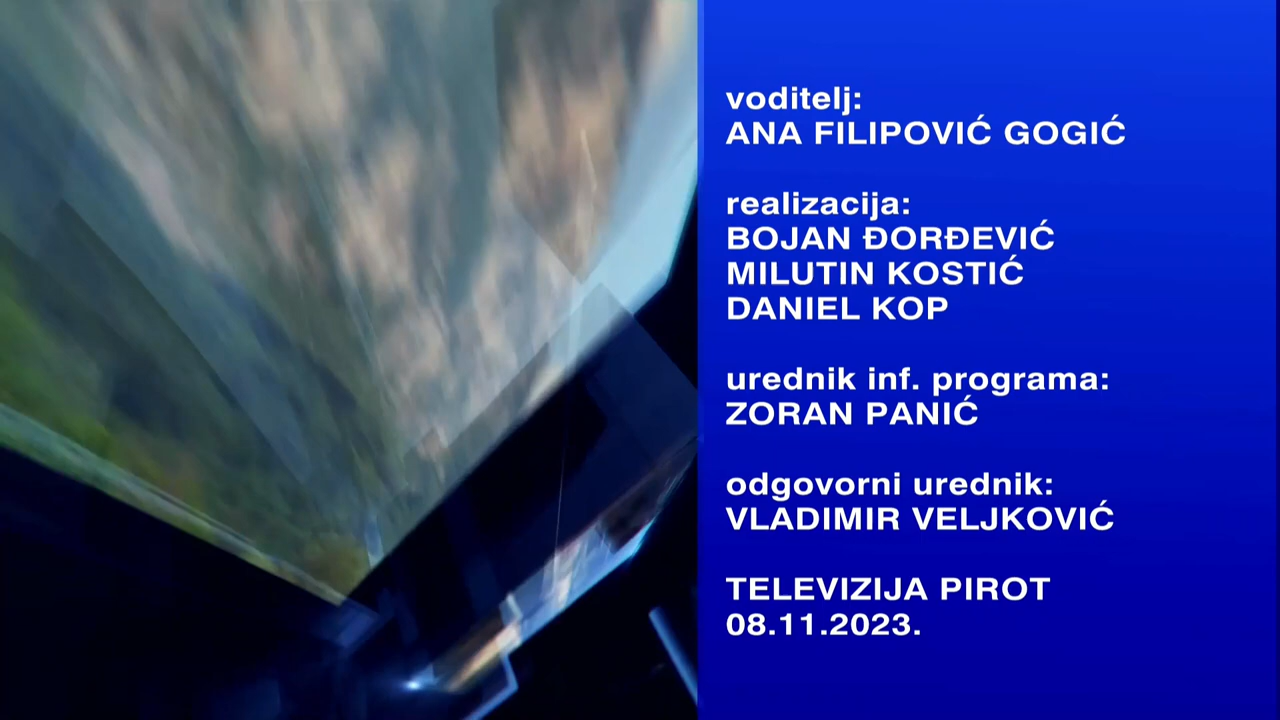 voditelj:
ANA FILIPOVIĆ GOGIĆ
realizacija:
BOJAN ĐORĐEVIĆ
MILUTIN KOSTIĆ
DANIEL KOP
urednik inf. programa:
ZORAN PANIĆ
odgovorni urednik:
VLADIMIR VELJKOVIĆ
TELEVIZIJA PIROT
08.11.2023.